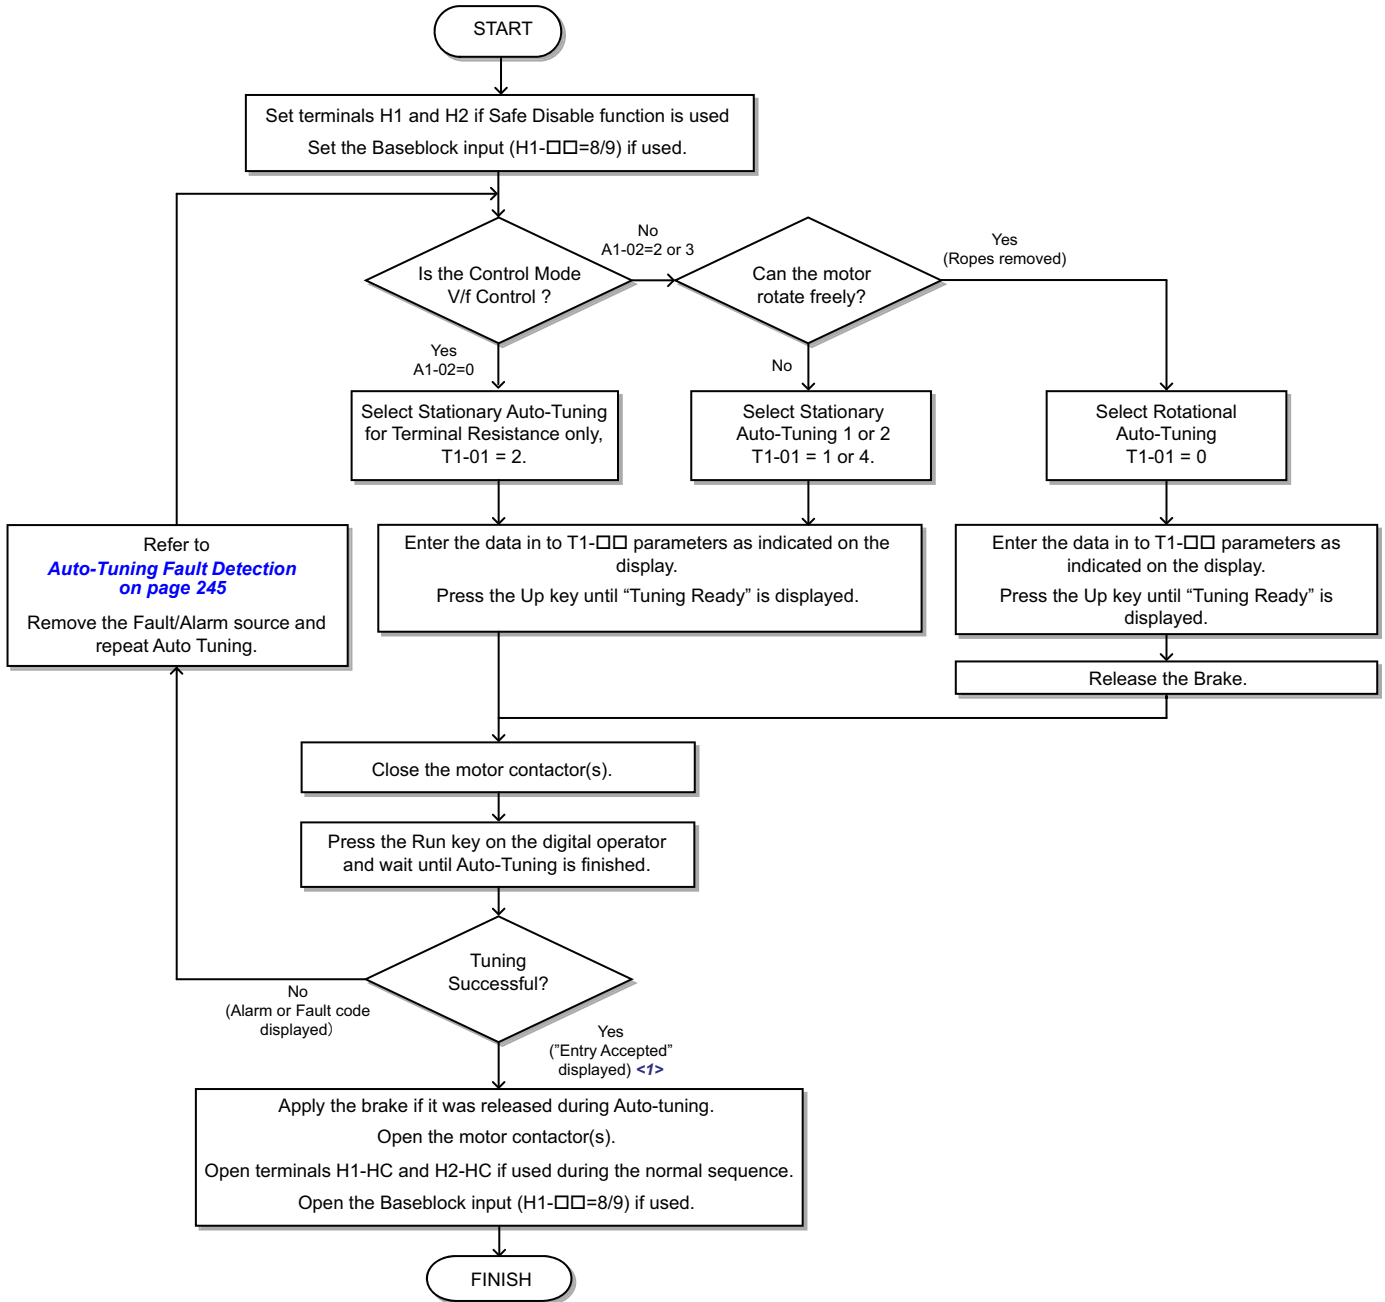 START
Set terminals H1 and H2 if Safe Disable function is used
Set the Baseblock input (H1-□□=8/9) if used.
Is the Control Mode
V/f Control ?
No
A1-02=2 or 3
Can the motor
rotate freely?
Yes
(Ropes removed)
Yes
A1-02=0
No
Select Stationary Auto-Tuning
for Terminal Resistance only,
T1-01 = 2.
Select Stationary
Auto-Tuning 1 or 2
T1-01 = 1 or 4.
Select Rotational
Auto-Tuning
T1-01 = 0
Refer to
Auto-Tuning Fault Detection
on page 245
Remove the Fault/Alarm source and
repeat Auto Tuning.
Enter the data in to T1-□□ parameters as indicated on the
display.
Press the Up key until “Tuning Ready” is displayed.
Enter the data in to T1-□□ parameters as
indicated on the display.
Press the Up key until “Tuning Ready” is
displayed.
Release the Brake.
Close the motor contactor(s).
Press the Run key on the digital operator
and wait until Auto-Tuning is finished.
Tuning
Successful?
No
(Alarm or Fault code
displayed)
Yes
(”Entry Accepted”
displayed) <1>
Apply the brake if it was released during Auto-tuning.
Open the motor contactor(s).
Open terminals H1-HC and H2-HC if used during the normal sequence.
Open the Baseblock input (H1-□□=8/9) if used.
FINISH